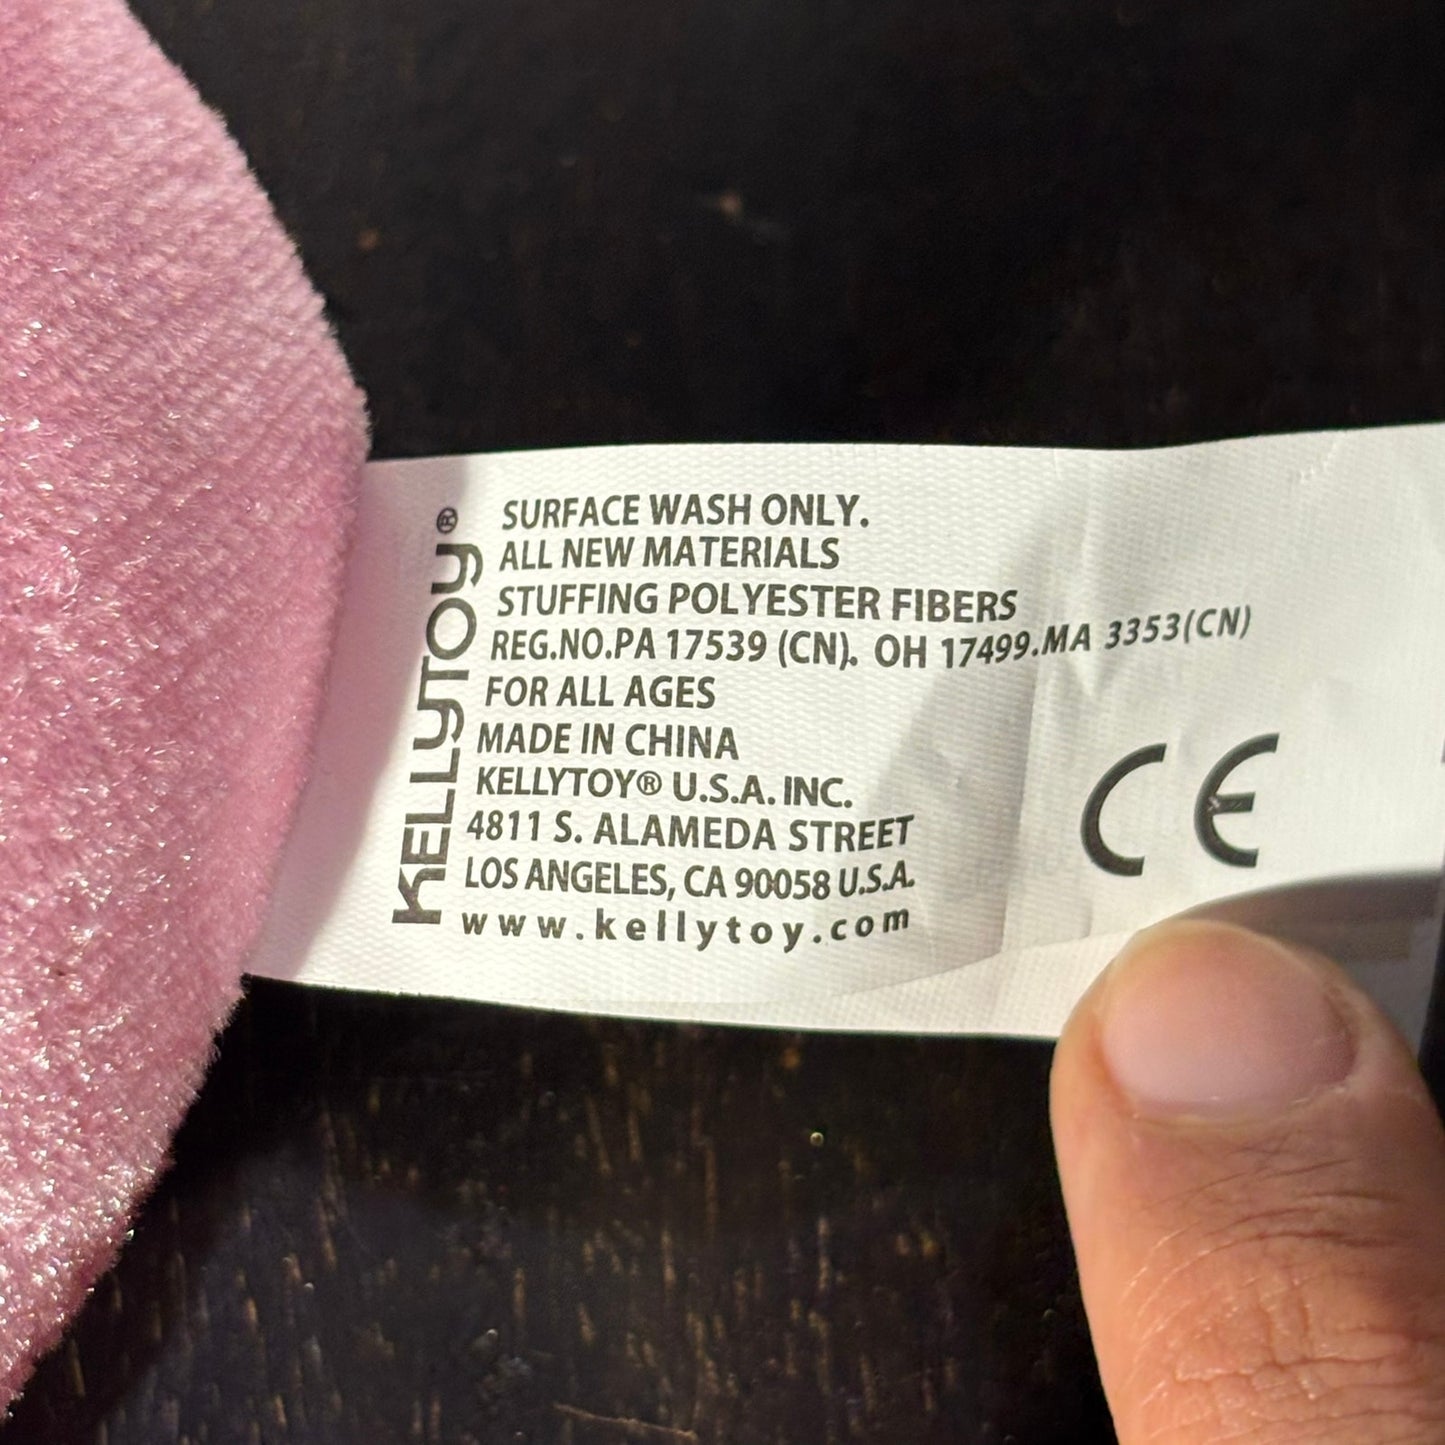 KELLYTOY®
SURFACE WASH ONLY.
ALL NEW MATERIALS
STUFFING POLYESTER FIBERS
REG.NO.PA 17539 (CN). OH 17499.MA 3353(CN)
FOR ALL AGES
MADE IN CHINA
KELLYTOY® U.S.A. INC.
4811 S. ALAMEDA STREET
LOS ANGELES, CA 90058 U.S.A.
www.kellytoy.com
CE